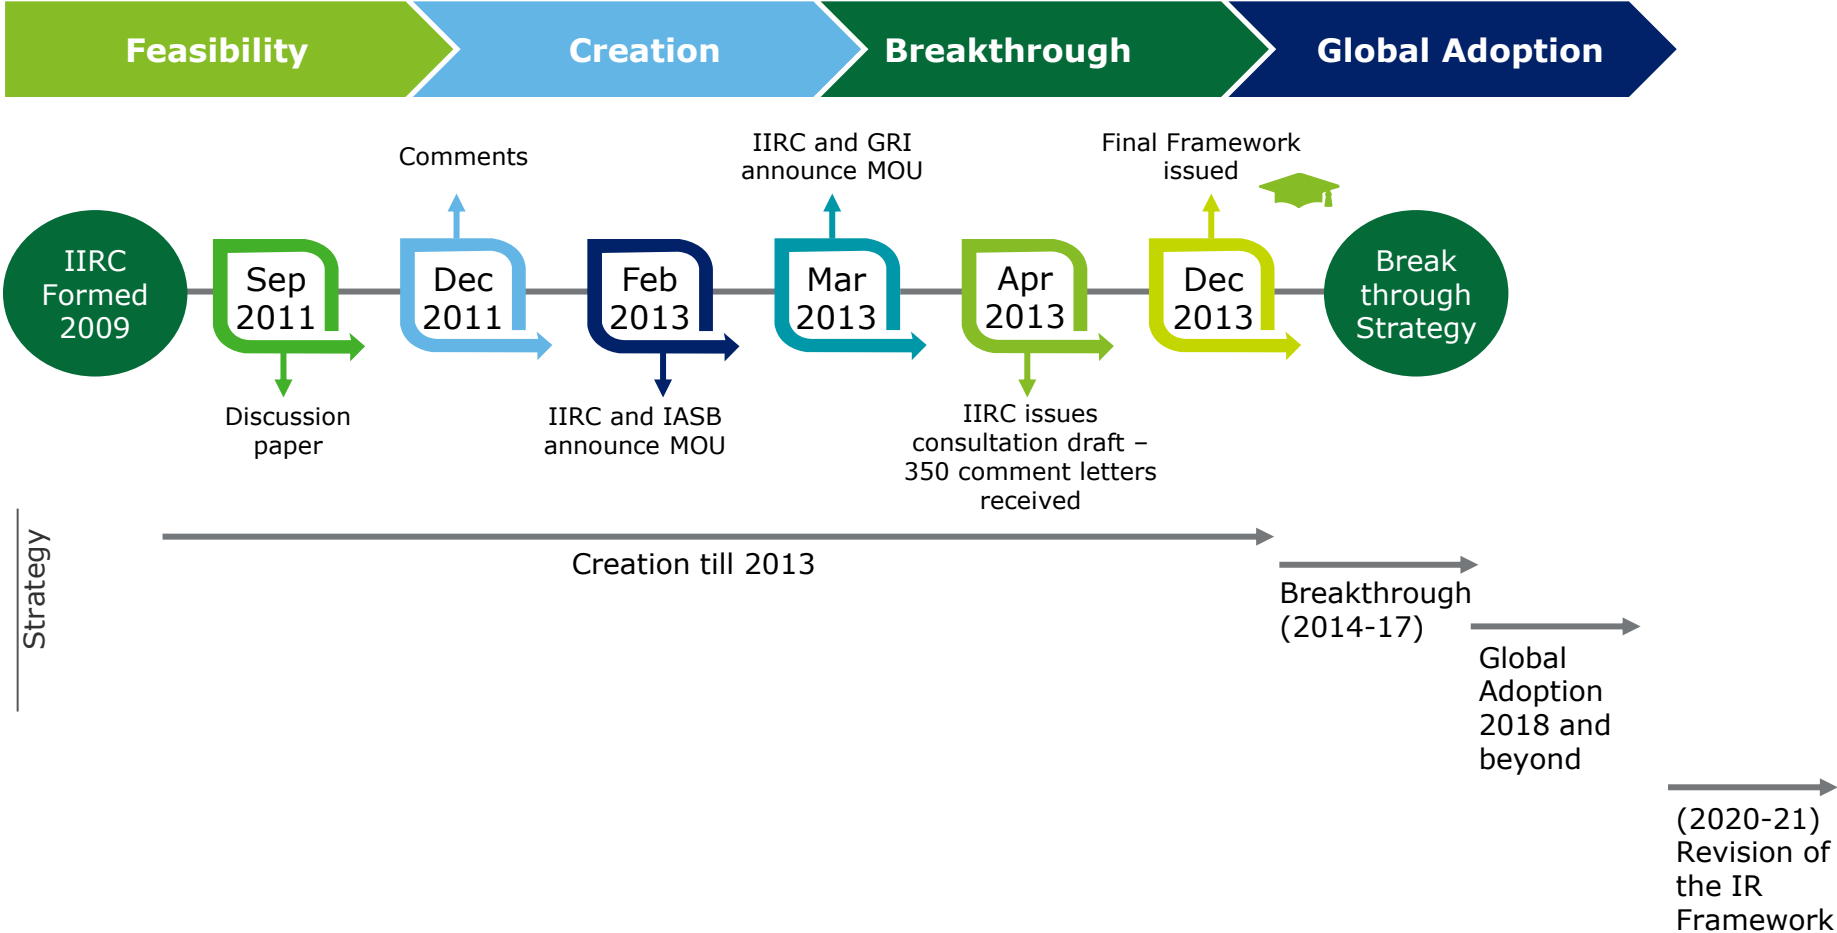 Feasibility
Creation
Breakthrough
Global Adoption
Comments
IIRC and GRI
announce MOU
Final Framework
issued
IIRC
Formed
2009
Sep
2011
Dec
2011
Feb
2013
Mar
2013
Apr
2013
Dec
2013
Break
through
Strategy
Discussion
paper
IIRC and IASB
announce MOU
IIRC issues
consultation draft –
350 comment letters
received
Strategy
Creation till 2013
Breakthrough
(2014-17)
Global
Adoption
2018 and
beyond
(2020-21)
Revision of
the IR
Framework